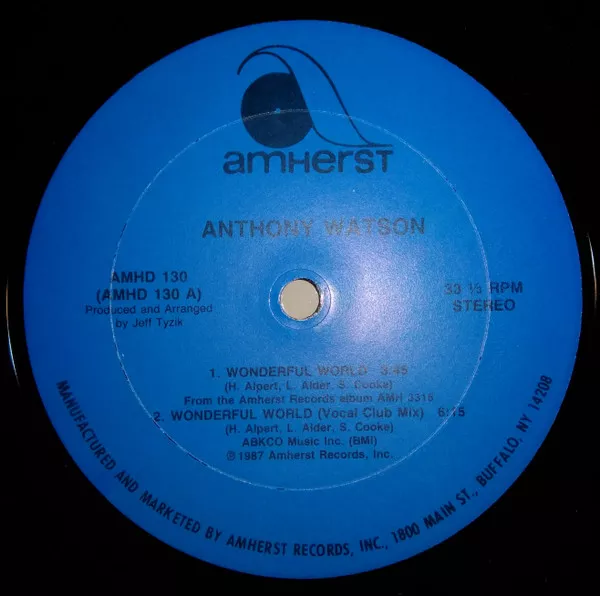 amherst
ANTHONY WATSON
AMHD 130
(AMHD 130 A)
Produced and Arranged
by Jeff Tyzik
33 ⅓ RPM
STEREO
1. WONDERFUL WORLD 3:45
(H. Alpert, L. Alder, S. Cooke)
From the Amherst Records album AMH 3316
2. WONDERFUL WORLD (Vocal Club Mix) 6:15
(H. Alpert, L. Alder, S. Cooke)
ABKCO Music Inc. (BMI)
℗1987 Amherst Records, Inc.
MANUFACTURED AND MARKETED BY AMHERST RECORDS, INC., 1800 MAIN ST., BUFFALO, NY 14208